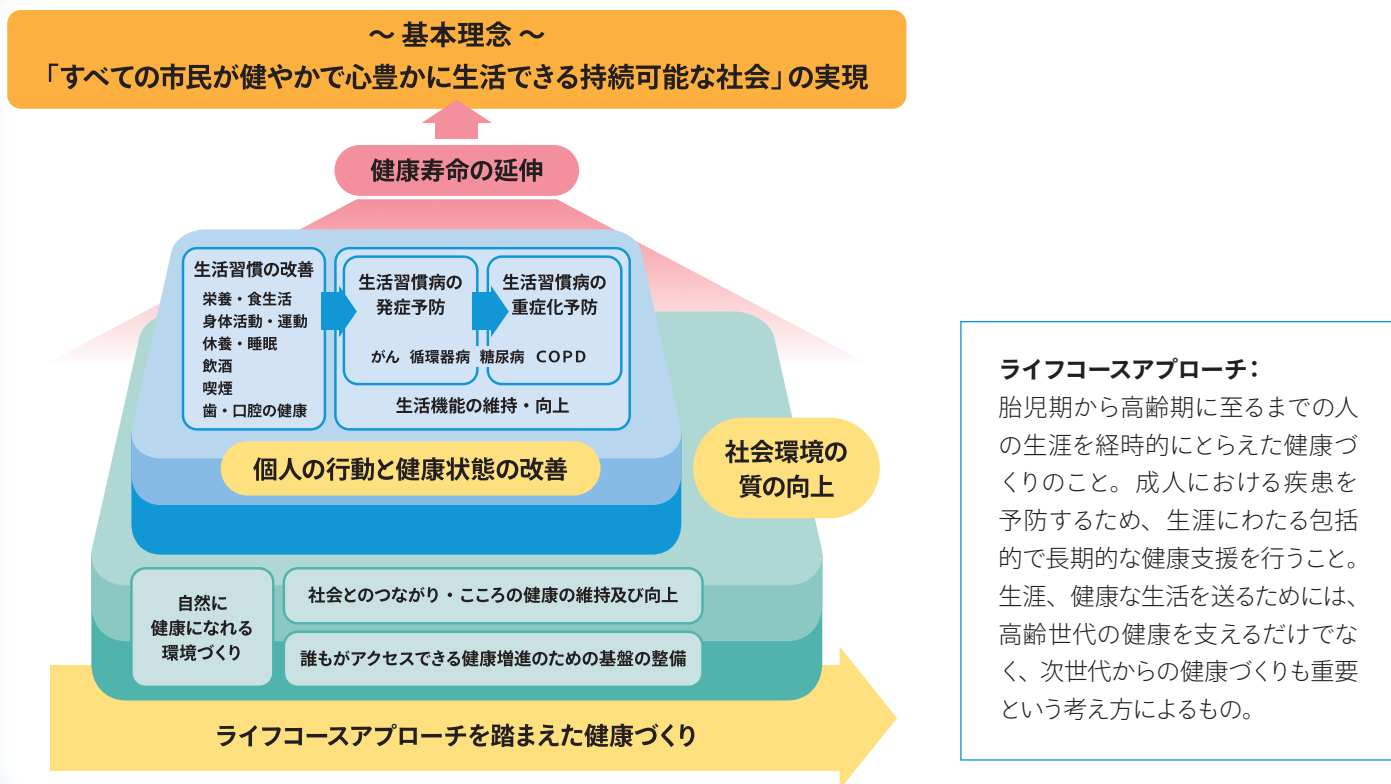 ～ 基本理念 ～
「すべての市民が健やかで心豊かに生活できる持続可能な社会」の実現
健康寿命の延伸
生活習慣の改善
栄養・食生活
身体活動・運動
休養・睡眠
飲酒
喫煙
歯・口腔の健康
生活習慣病の
発症予防
生活習慣病の
重症化予防
がん 循環器病 糖尿病 COPD
生活機能の維持・向上
個人の行動と健康状態の改善
社会環境の
質の向上
自然に
健康になれる
環境づくり
社会とのつながり・こころの健康の維持及び向上
誰もがアクセスできる健康増進のための基盤の整備
ライフコースアプローチを踏まえた健康づくり
ライフコースアプローチ：
胎児期から高齢期に至るまでの人
の生涯を経時的にとらえた健康づ
くりのこと。成人における疾患を
予防するため、生涯にわたる包括
的で長期的な健康支援を行うこと。
生涯、健康な生活を送るためには、
高齢世代の健康を支えるだけでな
く、次世代からの健康づくりも重要
という考え方によるもの。